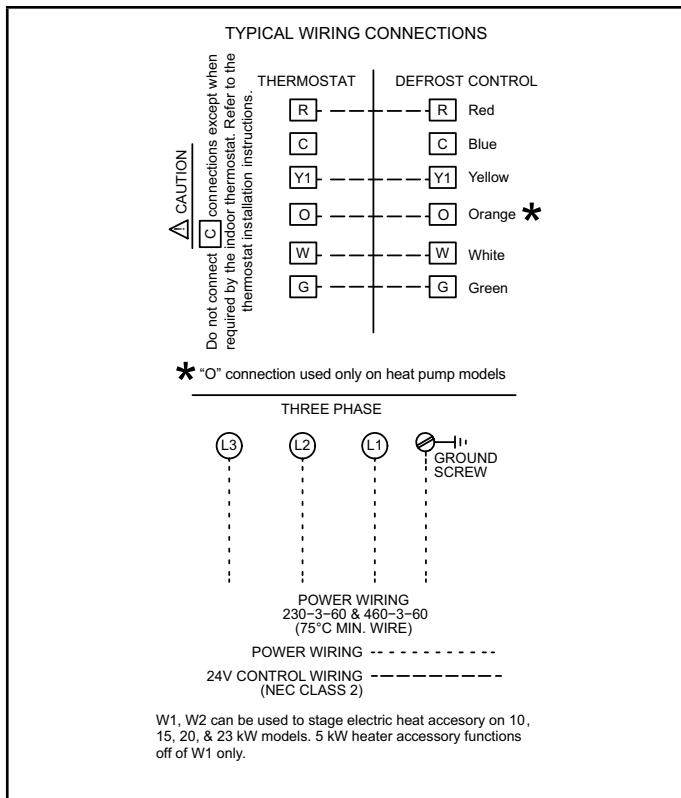 TYPICAL WIRING CONNECTIONS
⚠ CAUTION
Do not connect C connections except when
required by the indoor thermostat. Refer to the
thermostat installation instructions.
THERMOSTAT DEFROST CONTROL
R R Red
C C Blue
Y1 Y1 Yellow
O O Orange *
W W White
G G Green
* “O” connection used only on heat pump models
THREE PHASE
L3 L2 L1
GROUND
SCREW
POWER WIRING
230−3−60 & 460−3−60
(75°C MIN. WIRE)
POWER WIRING
24V CONTROL WIRING
(NEC CLASS 2)
W1, W2 can be used to stage electric heat accesory on 10,
15, 20, & 23 kW models. 5 kW heater accessory functions
off of W1 only.